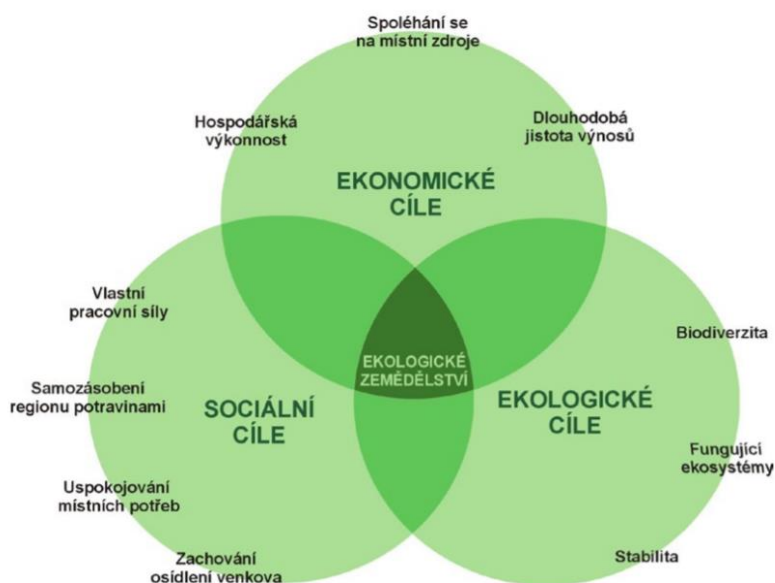 Spoléhání se
na místní zdroje
Hospodářská
výkonnost
Dlouhodobá
jistota výnosů
EKONOMICKÉ
CÍLE
Vlastní
pracovní síly
Samozásobení
regionu potravinami
Uspokojování
místních potřeb
Zachování
osídlení venkova
SOCIÁLNÍ
CÍLE
EKOLOGICKÉ
ZEMĚDĚLSTVÍ
EKOLOGICKÉ
CÍLE
Biodiverzita
Fungující
ekosystémy
Stabilita